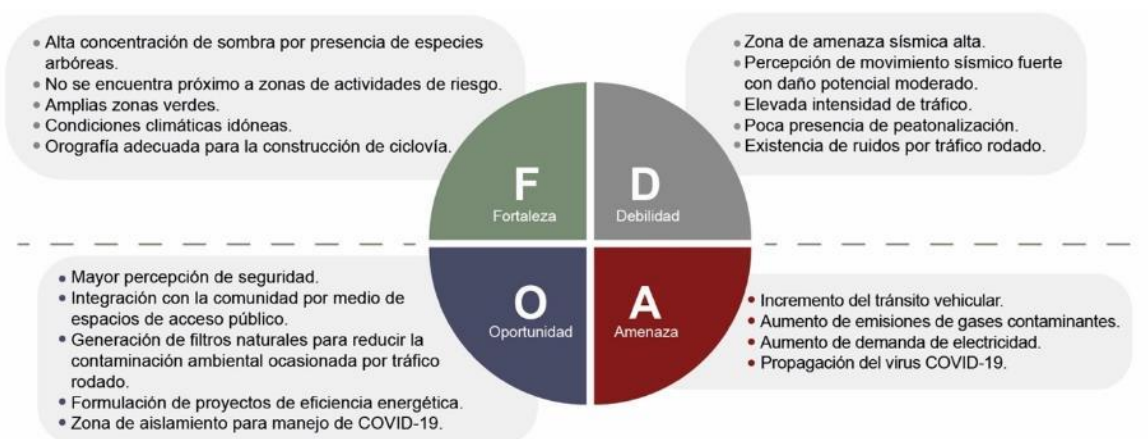 • Alta concentración de sombra por presencia de especies
arbóreas.
• No se encuentra próximo a zonas de actividades de riesgo.
• Amplias zonas verdes.
• Condiciones climáticas idóneas.
• Orografía adecuada para la construcción de ciclovía.
• Zona de amenaza sísmica alta.
• Percepción de movimiento sísmico fuerte
con daño potencial moderado.
• Elevada intensidad de tráfico.
• Poca presencia de peatonalización.
• Existencia de ruidos por tráfico rodado.
F
Fortaleza
D
Debilidad
O
Oportunidad
A
Amenaza
• Mayor percepción de seguridad.
• Integración con la comunidad por medio de
espacios de acceso público.
• Generación de filtros naturales para reducir la
contaminación ambiental ocasionada por tráfico
rodado.
• Formulación de proyectos de eficiencia energética.
• Zona de aislamiento para manejo de COVID-19.
• Incremento del tránsito vehicular.
• Aumento de emisiones de gases contaminantes.
• Aumento de demanda de electricidad.
• Propagación del virus COVID-19.